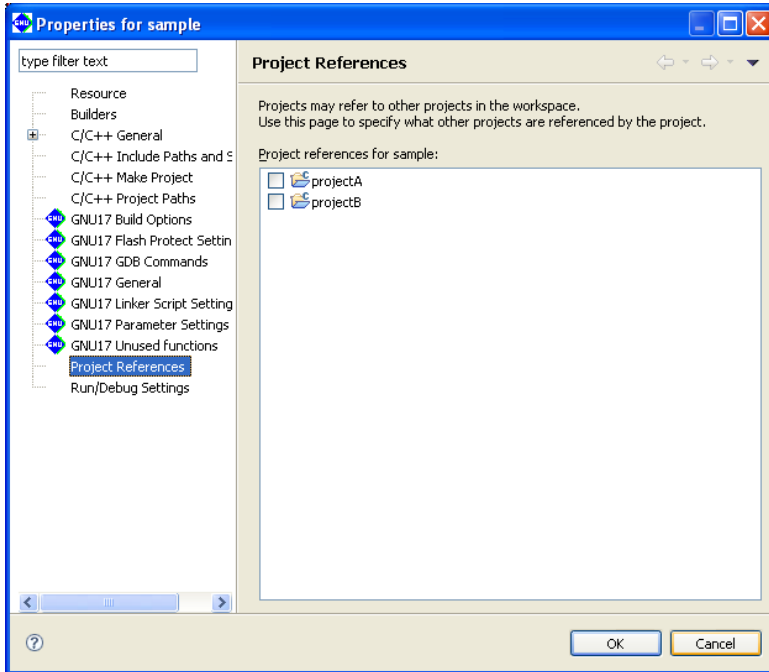 Properties for sample
type filter text
Project References
Resource
Builders
C/C++ General
C/C++ Include Paths and S
C/C++ Make Project
C/C++ Project Paths
GNU17 Build Options
GNU17 Flash Protect Settin
GNU17 GDB Commands
GNU17 General
GNU17 Linker Script Setting
GNU17 Parameter Settings
GNU17 Unused functions
Project References
Run/Debug Settings
Projects may refer to other projects in the workspace.
Use this page to specify what other projects are referenced by the project.
Project references for sample:
projectA
projectB
OK
Cancel